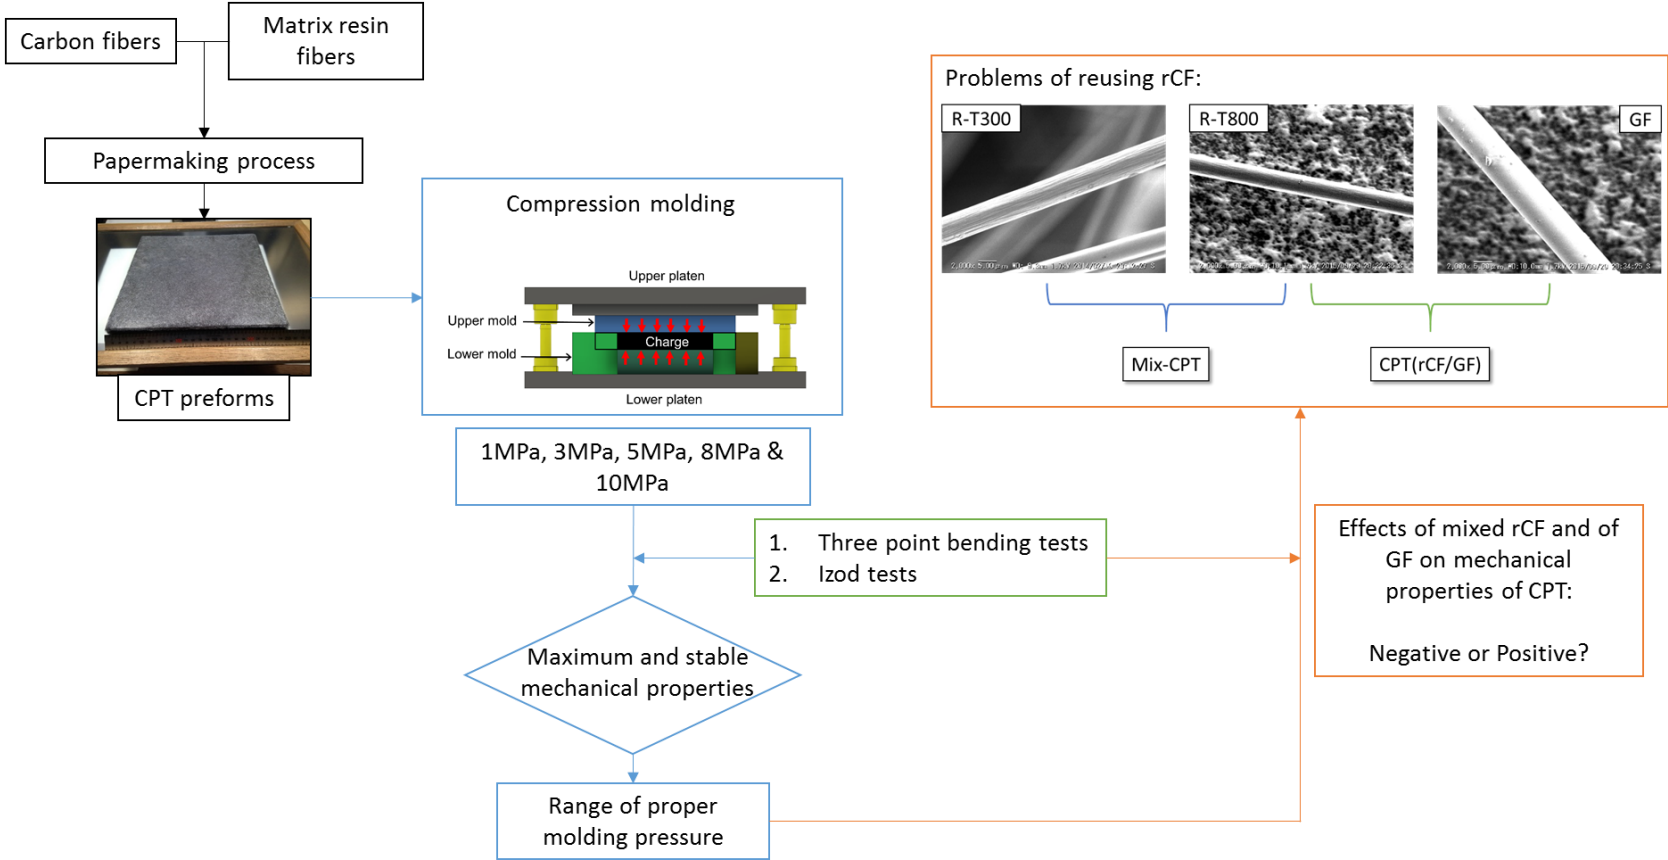 Carbon fibers
Matrix resin
fibers
Papermaking process
CPT preforms
Compression molding
Upper platen
Upper mold
Charge
Lower mold
Lower platen
1MPa, 3MPa, 5MPa, 8MPa &
10MPa
1. Three point bending tests
2. Izod tests
Maximum and stable
mechanical properties
Range of proper
molding pressure
Problems of reusing rCF:
R-T300
R-T800
GF
Mix-CPT
CPT(rCF/GF)
Effects of mixed rCF and of
GF on mechanical
properties of CPT:
Negative or Positive?